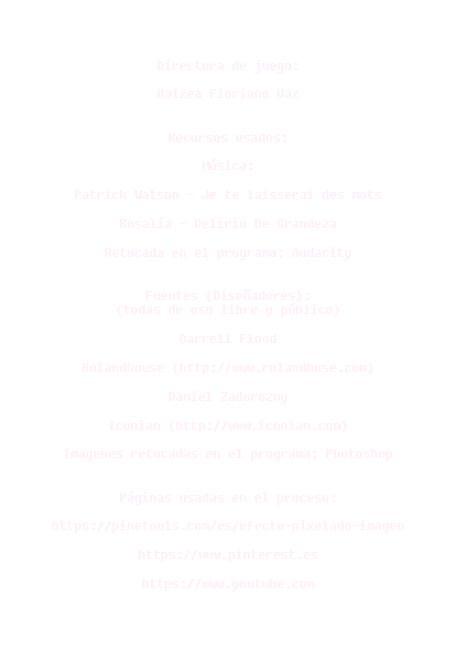 Directora de juego:
Haizea Floriano Vaz
Recursos usados:
Música:
Patrick Watson - Je te laisserai des mots
Rosalía - Delirio De Grandeza
Retocada en el programa; Audacity
Fuentes (Diseñadores):
(todas de uso libre y público)
Darrell Flood
Rolandhuse (http://www.rolandhuse.com)
Daniel Zadorozny
Iconian (http://www.iconian.com)
Imagenes retocadas en el programa; Photoshop
Páginas usadas en el proceso:
https://pinetools.com/es/efecto-pixelado-imagen
https://www.pinterest.es
https://www.youtube.com